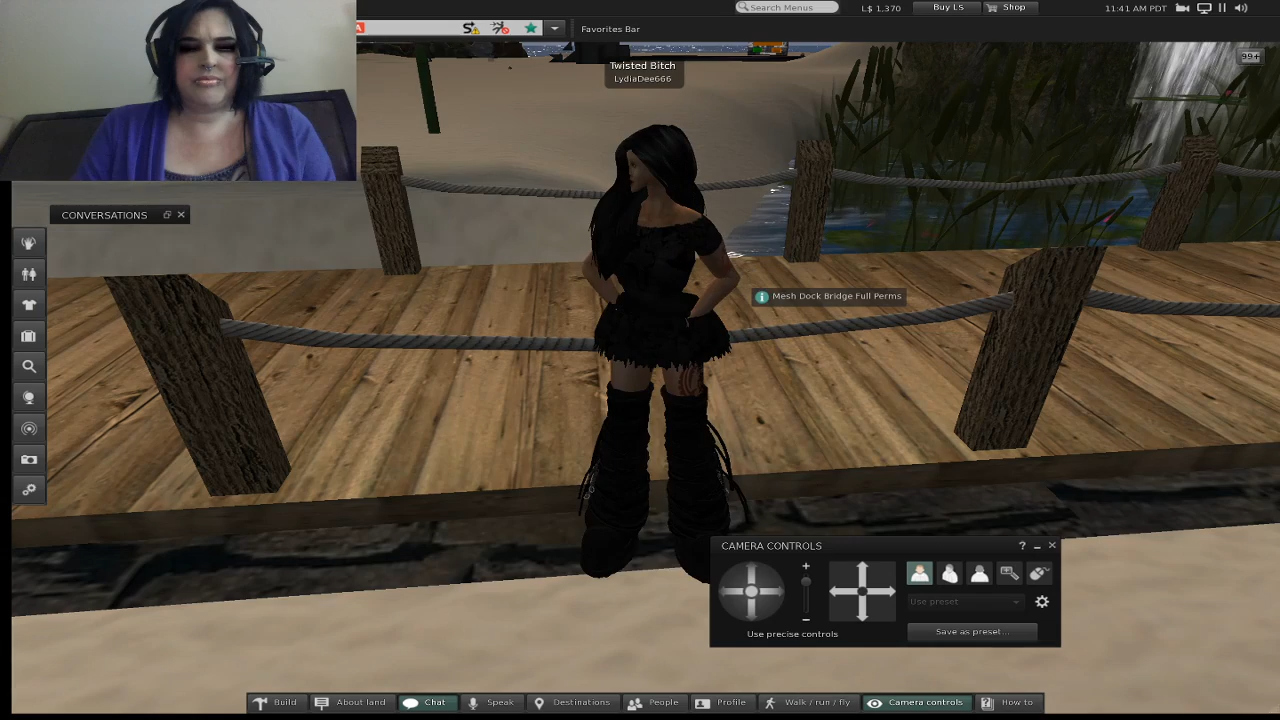 Search Menus
L$ 1,370
Buy L$
Shop
11:41 AM PDT
Favorites Bar
99+
Twisted Bitch
LydiaDee666
CONVERSATIONS
Mesh Dock Bridge Full Perms
CAMERA CONTROLS
?
Use preset
Use precise controls
Save as preset...
Build
About land
Chat
Speak
Destinations
People
Profile
Walk / run / fly
Camera controls
How to